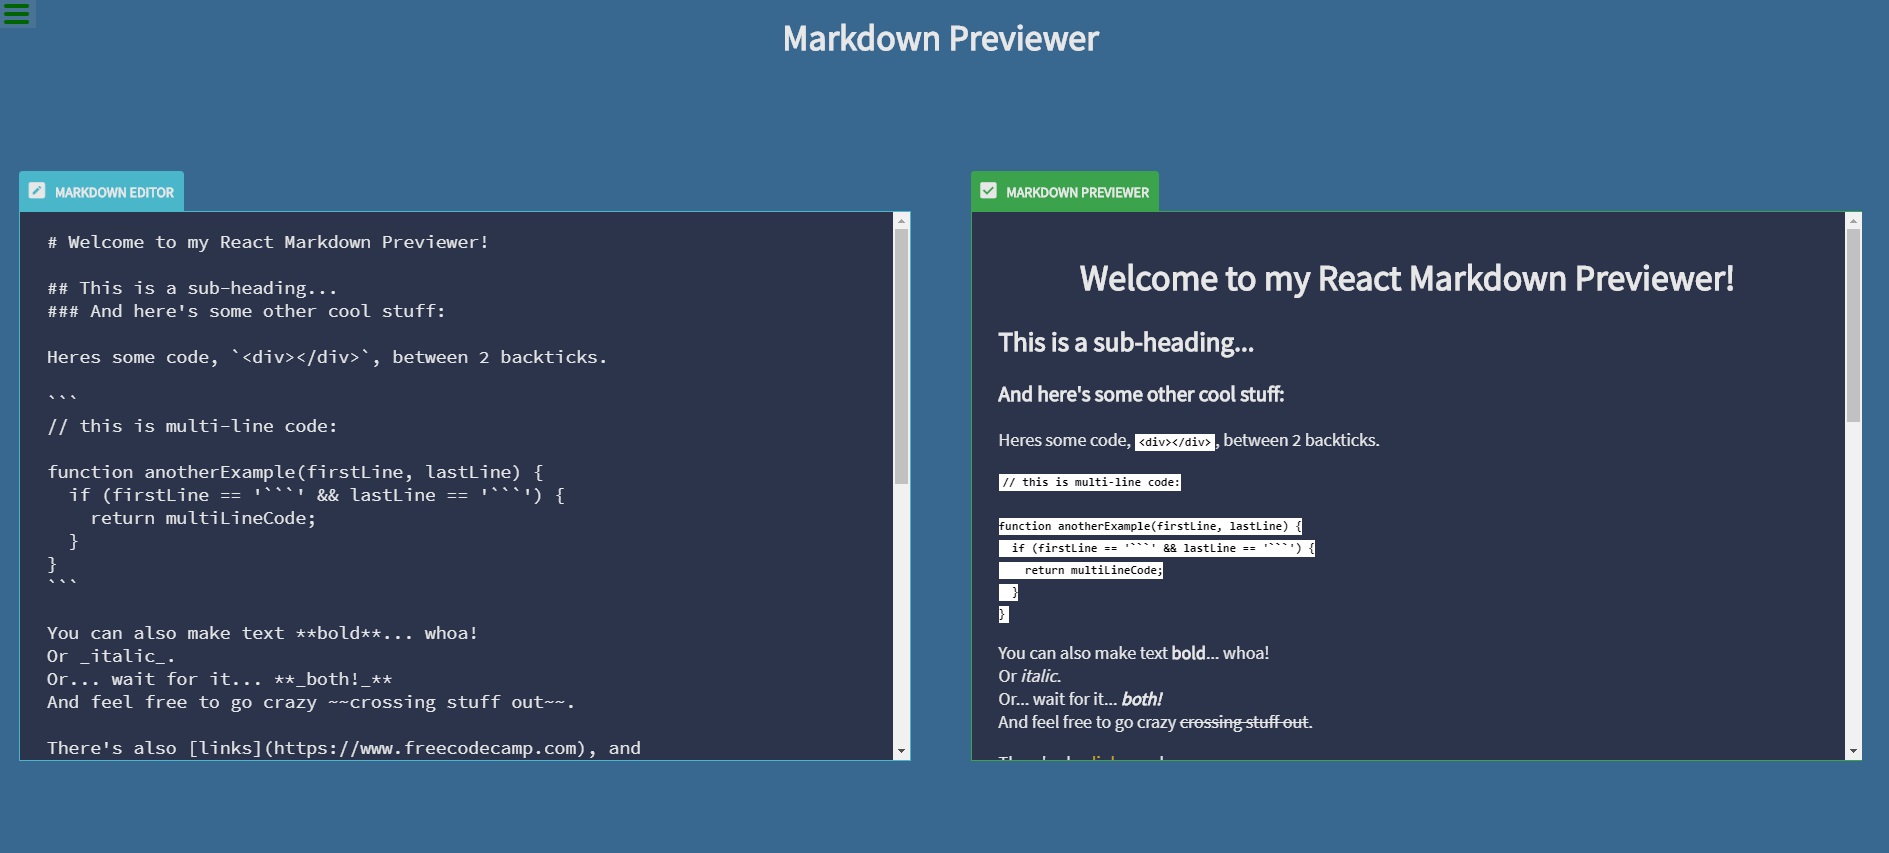 Markdown Previewer
MARKDOWN EDITOR
# Welcome to my React Markdown Previewer!
## This is a sub-heading...
### And here's some other cool stuff:
Heres some code, `<div></div>`, between 2 backticks.
```
// this is multi-line code:
function anotherExample(firstLine, lastLine) {
  if (firstLine == '```' && lastLine == '```') {
    return multiLineCode;
  }
}
```
You can also make text **bold**... whoa!
Or _italic_.
Or... wait for it... **_both!_**
And feel free to go crazy ~~crossing stuff out~~.
There's also [links](https://www.freecodecamp.com), and
MARKDOWN PREVIEWER
Welcome to my React Markdown Previewer!
This is a sub-heading...
And here's some other cool stuff:
Heres some code, <div></div>, between 2 backticks.
// this is multi-line code:
function anotherExample(firstLine, lastLine) {
  if (firstLine == '```' && lastLine == '```') {
    return multiLineCode;
  }
}
You can also make text bold... whoa!
Or italic.
Or... wait for it... both!
And feel free to go crazy crossing stuff out.